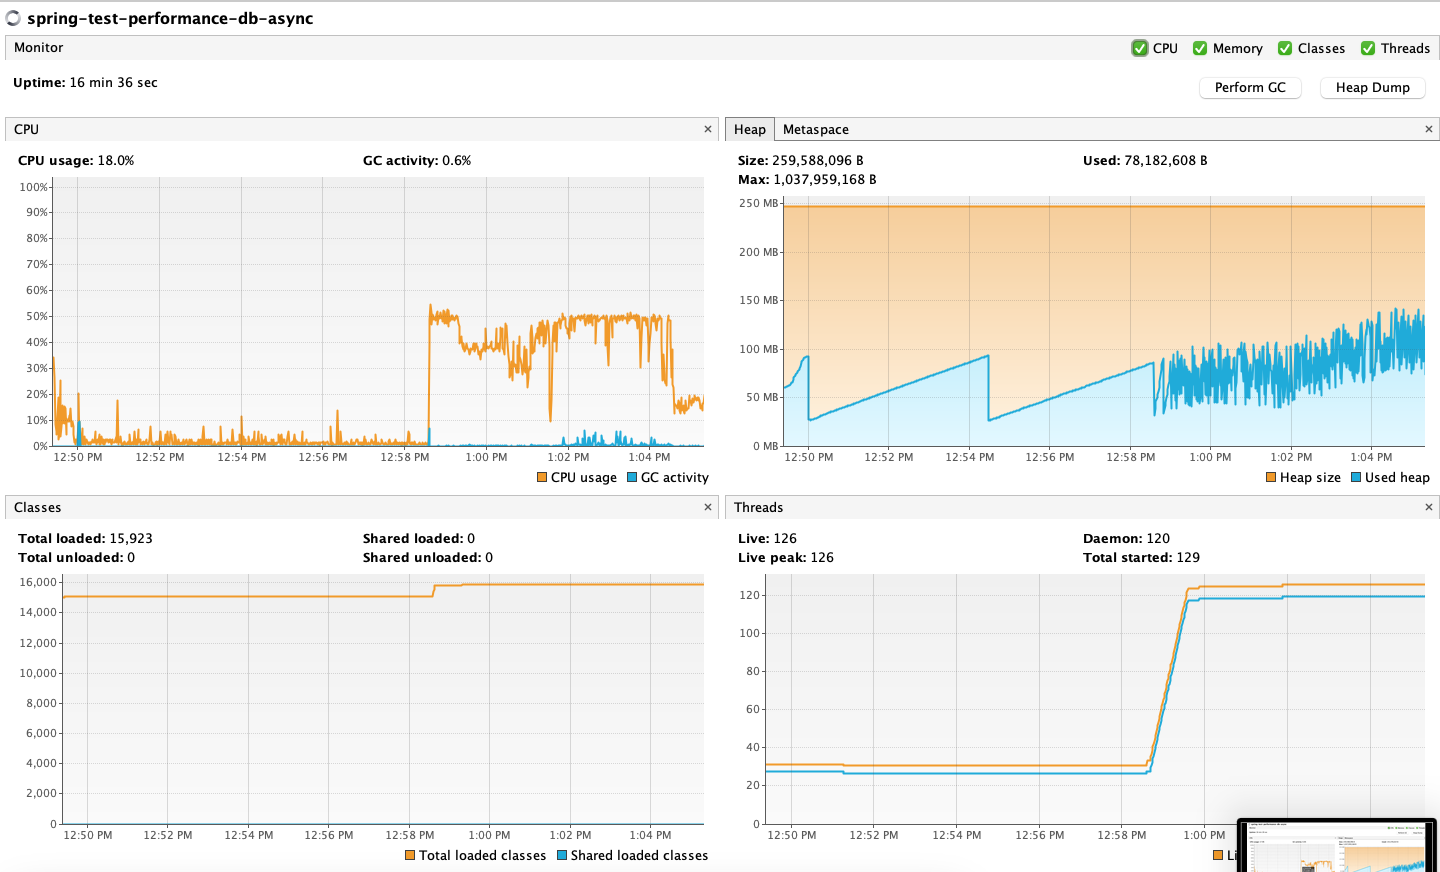 spring-test-performance-db-async
Monitor
CPU Memory Classes Threads
Uptime: 16 min 36 sec
Perform GC Heap Dump
CPU ×
CPU usage: 18.0% GC activity: 0.6%
100%
90%
80%
70%
60%
50%
40%
30%
20%
10%
0%
12:50 PM 12:52 PM 12:54 PM 12:56 PM 12:58 PM 1:00 PM 1:02 PM 1:04 PM
CPU usage GC activity
Heap Metaspace ×
Size: 259,588,096 B Used: 78,182,608 B
Max: 1,037,959,168 B
250 MB
200 MB
150 MB
100 MB
50 MB
0 MB
12:50 PM 12:52 PM 12:54 PM 12:56 PM 12:58 PM 1:00 PM 1:02 PM 1:04 PM
Heap size Used heap
Classes ×
Total loaded: 15,923 Shared loaded: 0
Total unloaded: 0 Shared unloaded: 0
16,000
14,000
12,000
10,000
8,000
6,000
4,000
2,000
0
12:50 PM 12:52 PM 12:54 PM 12:56 PM 12:58 PM 1:00 PM 1:02 PM 1:04 PM
Total loaded classes Shared loaded classes
Threads ×
Live: 126 Daemon: 120
Live peak: 126 Total started: 129
120
100
80
60
40
20
0
12:50 PM 12:52 PM 12:54 PM 12:56 PM 12:58 PM 1:00 PM